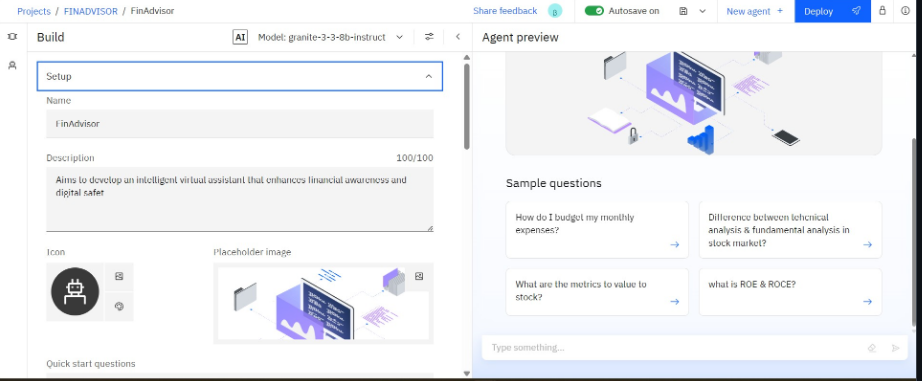 Projects / FINADVISOR / FinAdvisor
Share feedback
Autosave on
New agent +
Deploy
Build
AI
Model: granite-3-3-8b-instruct
Agent preview
Setup
Name
FinAdvisor
Description
100/100
Aims to develop an intelligent virtual assistant that enhances financial awareness and
digital safet
Icon
Placeholder image
Quick start questions
Sample questions
How do I budget my monthly
expenses?
Difference between tehcnical
analysis & fundamental analysis in
stock market?
What are the metrics to value to
stock?
what is ROE & ROCE?
Type something...